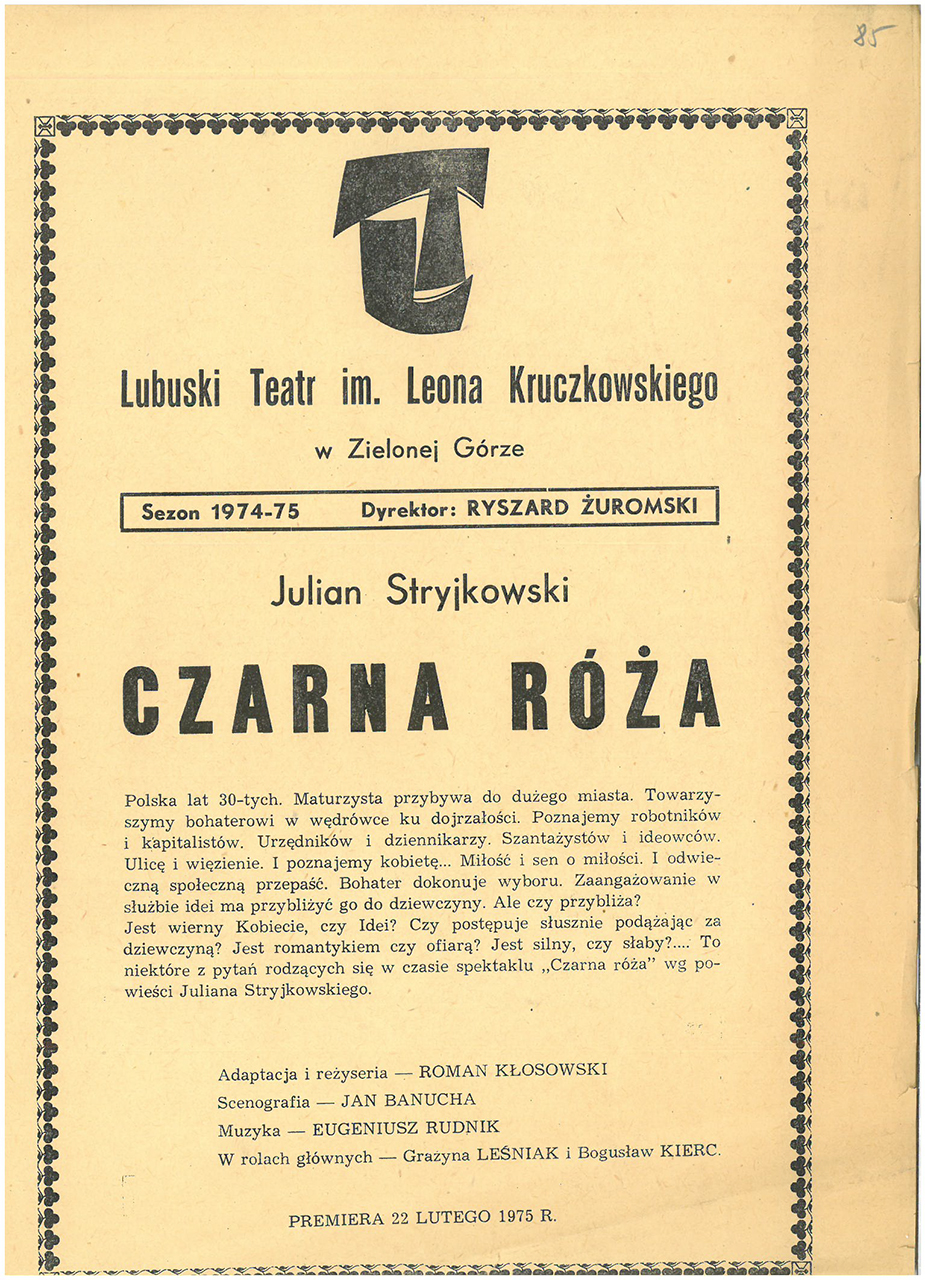 85
Lubuski Teatr im. Leona Kruczkowskiego
w Zielonej Górze
Sezon 1974-75 Dyrektor: RYSZARD ŻUROMSKI
Julian Stryjkowski
CZARNA RÓŻA
Polska lat 30-tych. Maturzysta przybywa do dużego miasta. Towarzy-
szymy bohaterowi w wędrówce ku dojrzałości. Poznajemy robotników
i kapitalistów. Urzędników i dziennikarzy. Szantażystów i ideowców.
Ulicę i więzienie. I poznajemy kobietę... Miłość i sen o miłości. I odwie-
czną społeczną przepaść. Bohater dokonuje wyboru. Zaangażowanie w
służbie idei ma przybliżyć go do dziewczyny. Ale czy przybliża?
Jest wierny Kobiecie, czy Idei? Czy postępuje słusznie podążając za
dziewczyną? Jest romantykiem czy ofiarą? Jest silny, czy słaby?.... To
niektóre z pytań rodzących się w czasie spektaklu „Czarna róża” wg po-
wieści Juliana Stryjkowskiego.
Adaptacja i reżyseria — ROMAN KŁOSOWSKI
Scenografia — JAN BANUCHA
Muzyka — EUGENIUSZ RUDNIK
W rolach głównych — Grażyna LEŚNIAK i Bogusław KIERC.
PREMIERA 22 LUTEGO 1975 R.